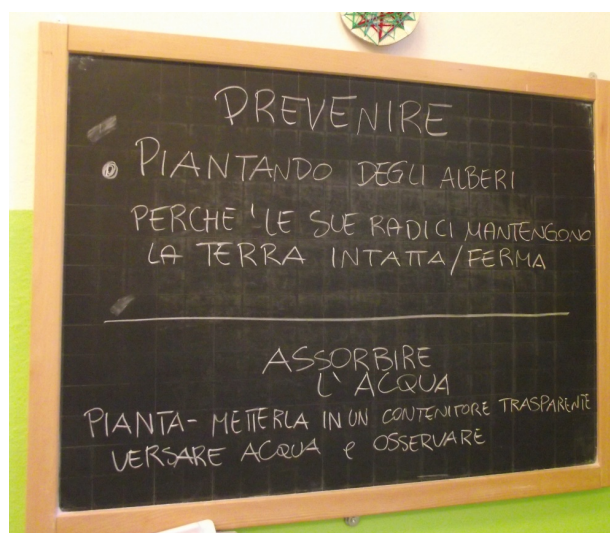 PREVENIRE
PIANTANDO DEGLI ALBERI
PERCHE' LE SUE RADICI MANTENGONO
LA TERRA INTATTA/FERMA
ASSORBIRE
L'ACQUA
PIANTA- METTERLA IN UN CONTENITORE TRASPARENTE
VERSARE ACQUA e OSSERVARE